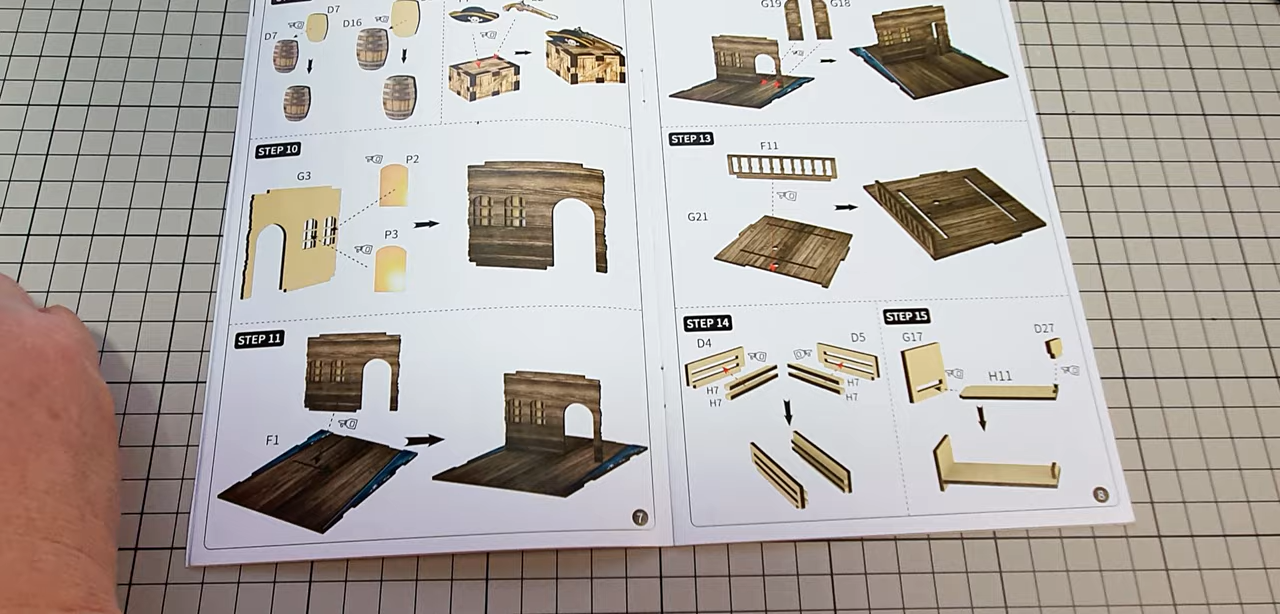 D7
D7
D16
STEP 10
G3
P2
P3
STEP 11
F1
7
G19
G18
STEP 13
F11
G21
STEP 14
D4
D5
H7
H7
H7
H7
STEP 15
G17
D27
H11
8